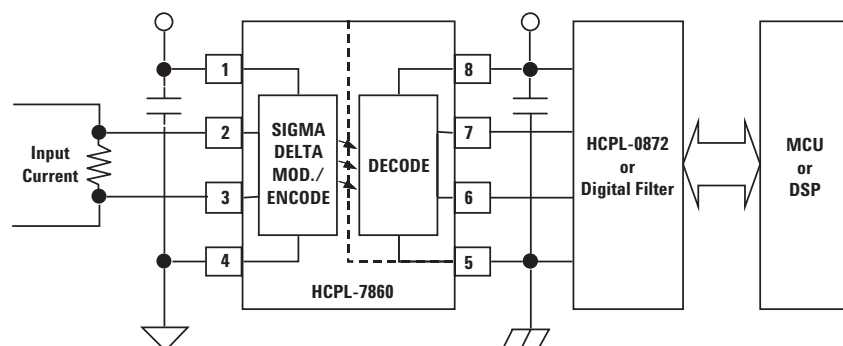 1
2
3
4
Input
Current
SIGMA
DELTA
MOD./
ENCODE
DECODE
8
7
6
5
HCPL-7860
HCPL-0872
or
Digital Filter
MCU
or
DSP